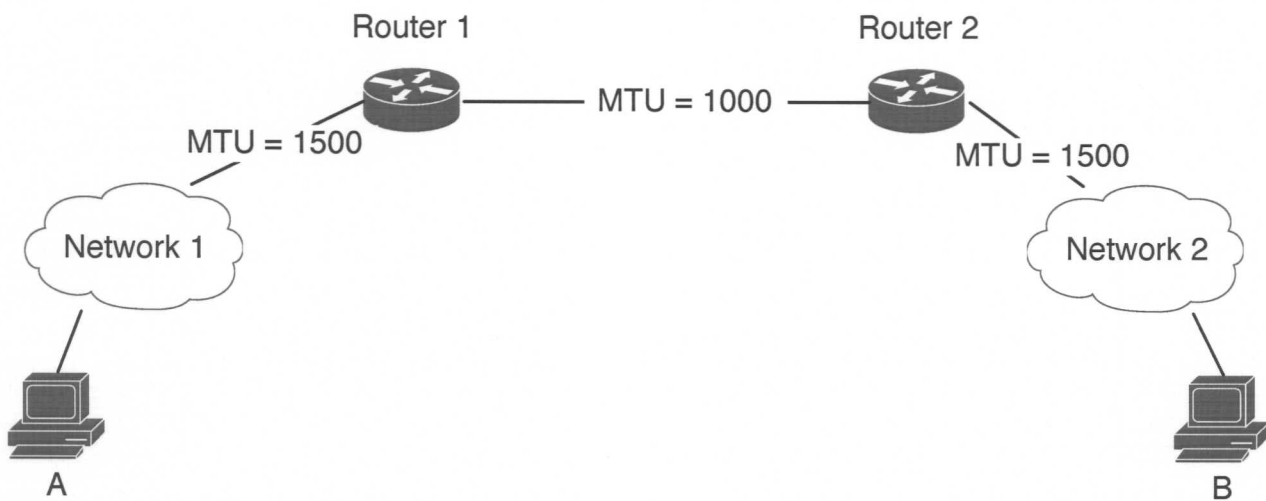 Router 1
Router 2
MTU = 1000
MTU = 1500
MTU = 1500
Network 1
Network 2
A
B